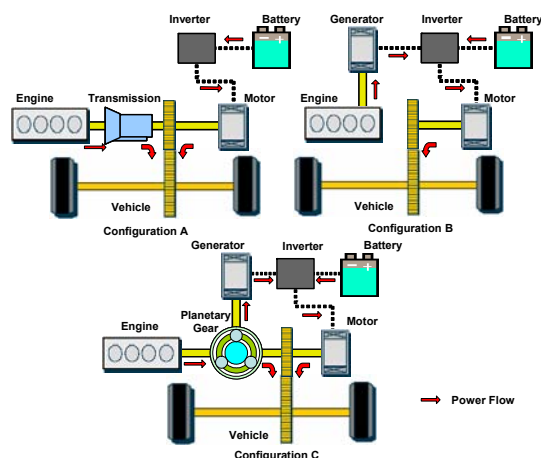 Inverter
Battery
Transmission
Engine
Motor
Vehicle
Configuration A
Generator
Inverter
Battery
Engine
Motor
Vehicle
Configuration B
Generator
Inverter
Battery
Planetary
Gear
Engine
Motor
Vehicle
Configuration C
Power Flow